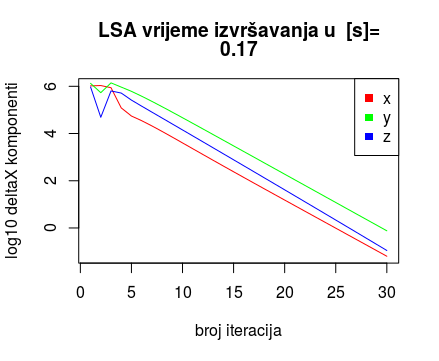 LSA vrijeme izvršavanja u  [s]=
0.17
log10 deltaX komponenti
6
4
2
0
x
y
z
0
5
10
15
20
25
30
broj iteracija